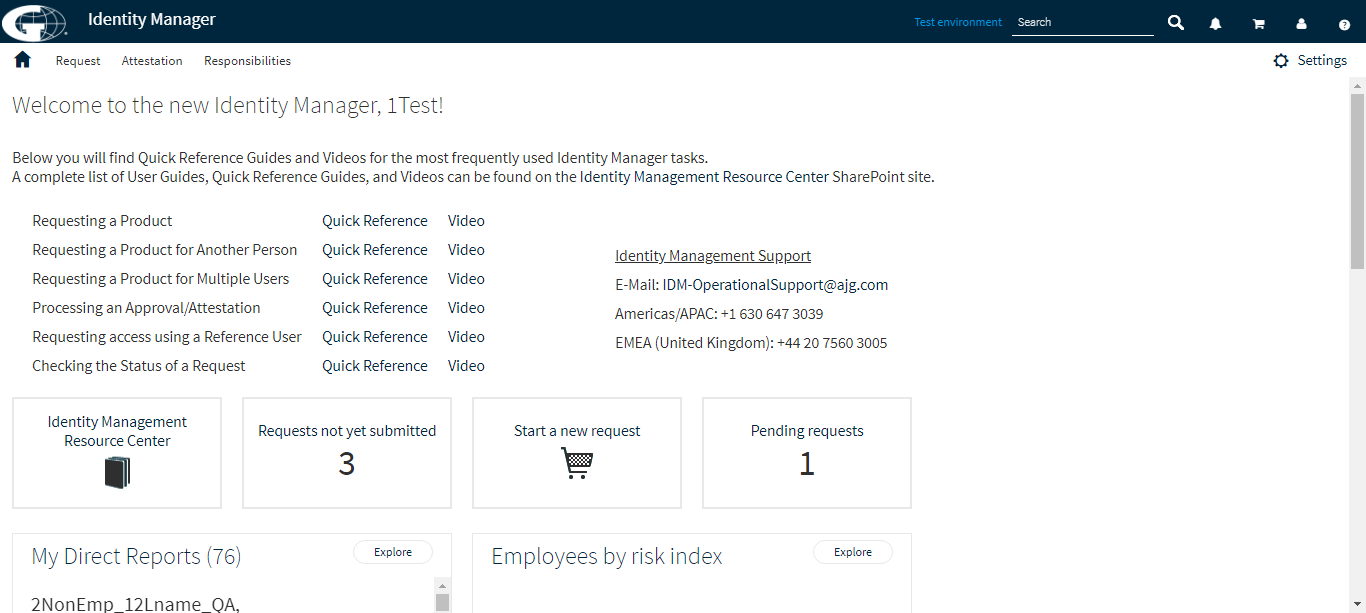 Identity Manager
Test environment
Search
Request Attestation Responsibilities
Settings
Welcome to the new Identity Manager, 1Test!
Below you will find Quick Reference Guides and Videos for the most frequently used Identity Manager tasks.
A complete list of User Guides, Quick Reference Guides, and Videos can be found on the Identity Management Resource Center SharePoint site.
Requesting a Product Quick Reference Video
Requesting a Product for Another Person Quick Reference Video
Requesting a Product for Multiple Users Quick Reference Video
Processing an Approval/Attestation Quick Reference Video
Requesting access using a Reference User Quick Reference Video
Checking the Status of a Request Quick Reference Video
Identity Management Support
E-Mail: IDM-OperationalSupport@ajg.com
Americas/APAC: +1 630 647 3039
EMEA (United Kingdom): +44 20 7560 3005
Identity Management
Resource Center
Requests not yet submitted
3
Start a new request
Pending requests
1
My Direct Reports (76)
Explore
2NonEmp_12Lname_QA,
Employees by risk index
Explore